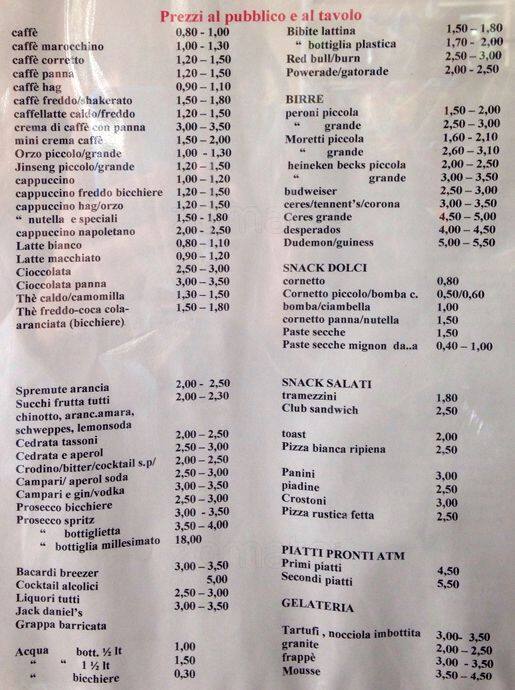 Prezzi al pubblico e al tavolo
caffè 0,80 - 1,00
caffè marocchino 1,00 - 1,30
caffè corretto 1,20 – 1,50
caffè panna 1,20 – 1,50
caffè hag 0,90 – 1,10
caffè freddo/shakerato 1,50 – 1,80
caffellatte caldo/freddo 1,20 – 1,50
crema di caffè con panna 3,00 – 3,50
mini crema caffè 1,50 – 2,00
Orzo piccolo/grande 1,00 - 1,30
Jinseng piccolo/grande 1,20 – 1,50
cappuccino 1,00 – 1,20
cappuccino freddo bicchiere 1,20 – 1,50
cappuccino hag/orzo 1,20 – 1,50
“ nutella e speciali 1,50 - 1,80
cappuccino napoletano 2,00 - 2,50
Latte bianco 0,80 – 1,10
Latte macchiato 0,90 – 1,20
Cioccolata 2,50 – 3,00
Cioccolata panna 3,00 – 3,50
Thè caldo/camomilla 1,30 – 1,50
Thè freddo-coca cola- 1,50 – 1,80
aranciata (bicchiere)
Spremute arancia 2,00 - 2,50
Succhi frutta tutti 2,00 – 2,30
chinotto, aranc.amara,
schweppes, lemonsoda
Cedrata tassoni 2,00 – 2,50
Cedrata e aperol 2,50 – 3,00
Crodino/bitter/cocktail s.p/ 2,00 – 2,50
Campari/ aperol soda 2,50 – 3,00
Campari e gin/vodka 3,00 – 3,50
Prosecco bicchiere 2,50 – 3,00
Prosecco spritz 3,00 - 3,50
“ bottiglietta 3,50 – 4,00
“ bottiglia millesimato 18,00
Bacardi breezer 3,00 – 3,50
Cocktail alcolici 5,00
Liquori tutti 2,50 – 3,00
Jack daniel's 3,00 – 3,50
Grappa barricata
Acqua bott. ½ lt 1,00
“ “ 1 ½ lt 1,50
“ bicchiere 0,30
Bibite lattina 1,50 - 1,80
“ bottiglia plastica 1,70 - 2,00
Red bull/burn 2,50 – 3,00
Powerade/gatorade 2,00 - 2,50
BIRRE
peroni piccola 1,50 – 2,00
“ grande 2,50 – 3,00
Moretti piccola 1,60 - 2,10
“ grande 2,60 – 3,10
heineken becks piccola 2,00 – 2,50
“ grande 3,00 – 3,50
budweiser 2,50 – 3,00
ceres/tennent's/corona 3,00 – 3,50
Ceres grande 4,50 – 5,00
desperados 4,00 – 4,50
Dudemon/guiness 5,00 – 5,50
SNACK DOLCI
cornetto 0,80
Cornetto piccolo/bomba c. 0,50/0,60
bomba/ciambella 1,00
cornetto panna/nutella 1,50
Paste secche 1,50
Paste secche mignon da..a 0,40 – 1,00
SNACK SALATI
tramezzini 1,80
Club sandwich 2,50
toast 2,00
Pizza bianca ripiena 2,50
Panini 3,00
piadine 2,50
Crostoni 3,00
Pizza rustica fetta 2,50
PIATTI PRONTI ATM
Primi piatti 4,50
Secondi piatti 5,50
GELATERIA
Tartufi , nocciola imbottita 3,00- 3,50
granite 2,00 – 2,50
frappè 3,00 - 3,50
Mousse 3,50 – 4,50